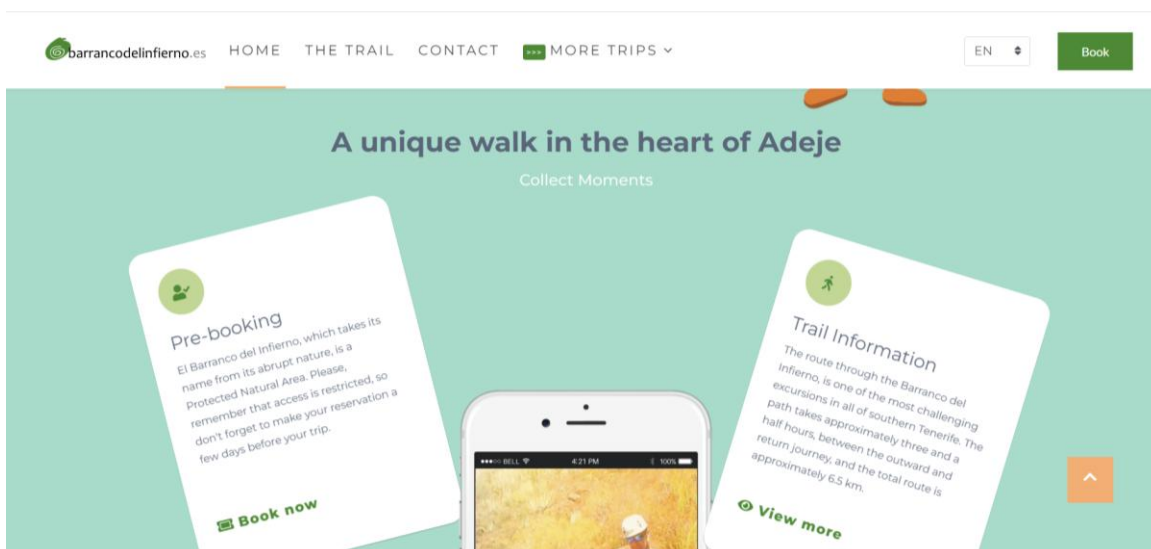 barrancodelinfierno.es HOME THE TRAIL CONTACT >>> MORE TRIPS EN Book
A unique walk in the heart of Adeje
Collect Moments
Pre-booking
El Barranco del Infierno, which takes its
name from its abrupt nature, is a
Protected Natural Area. Please,
remember that access is restricted, so
don't forget to make your reservation a
few days before your trip.
Book now
BELL 4:21 PM 100%
Trail Information
The route through the Barranco del
Infierno, is one of the most challenging
excursions in all of southern Tenerife. The
path takes approximately three and a
half hours, between the outward and
return journey, and the total route is
approximately 6.5 km.
View more